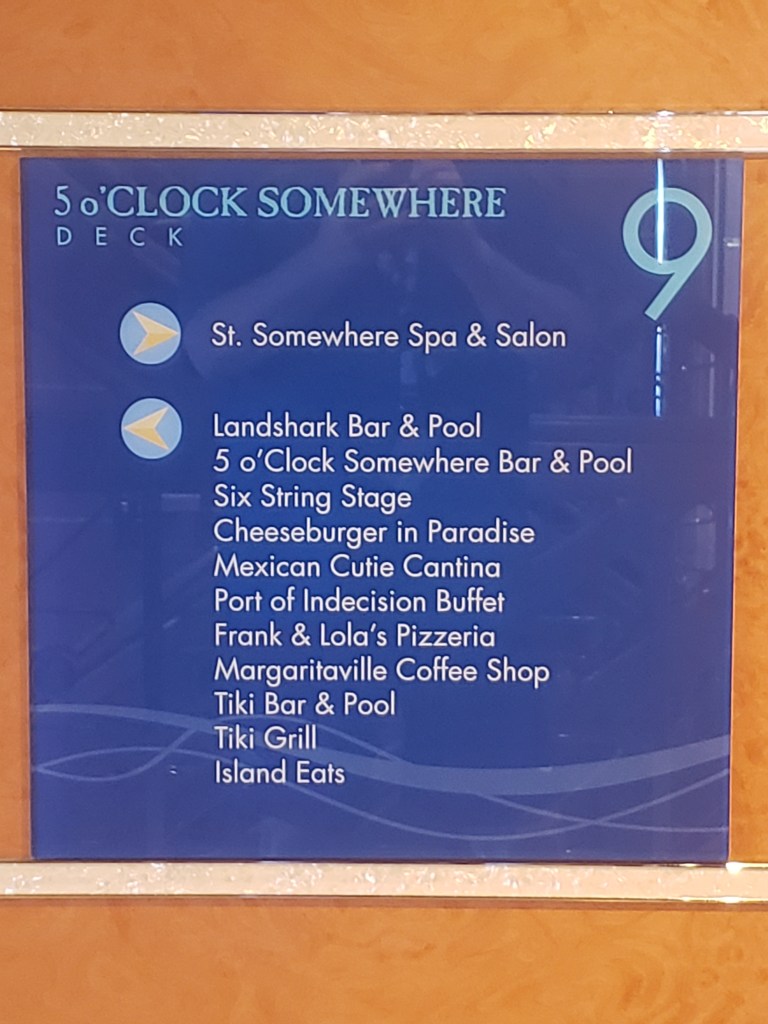 5 o'CLOCK SOMEWHERE
DECK
9
St. Somewhere Spa & Salon
Landshark Bar & Pool
5 o'Clock Somewhere Bar & Pool
Six String Stage
Cheeseburger in Paradise
Mexican Cutie Cantina
Port of Indecision Buffet
Frank & Lola's Pizzeria
Margaritaville Coffee Shop
Tiki Bar & Pool
Tiki Grill
Island Eats